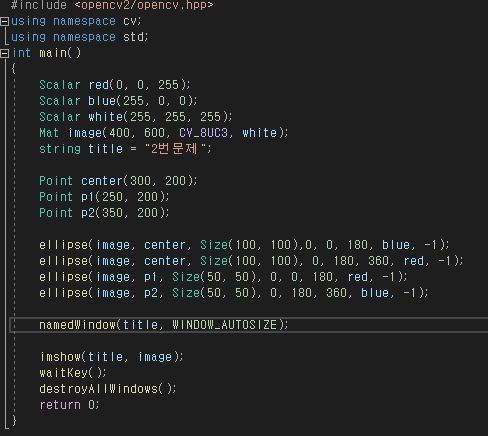 #include <opencv2/opencv.hpp>
using namespace cv;
using namespace std;
int main()
{
Scalar red(0, 0, 255);
Scalar blue(255, 0, 0);
Scalar white(255, 255, 255);
Mat image(400, 600, CV_8UC3, white);
string title = "2번문제";
Point center(300, 200);
Point p1(250, 200);
Point p2(350, 200);
ellipse(image, center, Size(100, 100),0, 0, 180, blue, -1);
ellipse(image, center, Size(100, 100), 0, 180, 360, red, -1);
ellipse(image, p1, Size(50, 50), 0, 0, 180, red, -1);
ellipse(image, p2, Size(50, 50), 0, 180, 360, blue, -1);
namedWindow(title, WINDOW_AUTOSIZE);
imshow(title, image);
waitKey();
destroyAllWindows();
return 0;
}